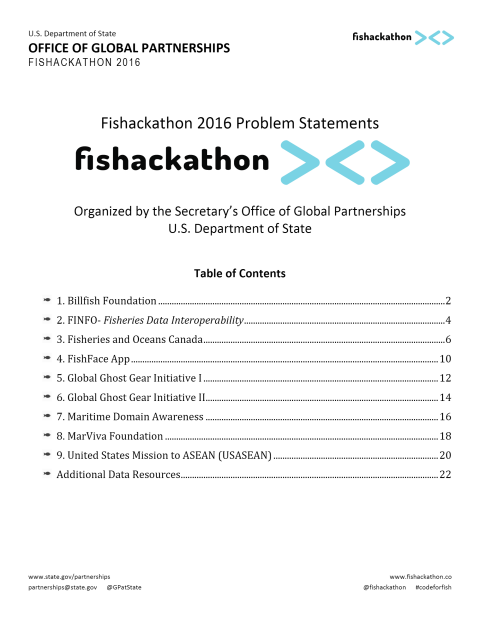 U.S. Department of State
OFFICE OF GLOBAL PARTNERSHIPS
FISHACKATHON 2016
fishackathon
Fishackathon 2016 Problem Statements
fishackathon
Organized by the Secretary's Office of Global Partnerships
U.S. Department of State
Table of Contents
1. Billfish Foundation 2
2. FINFO- Fisheries Data Interoperability 4
3. Fisheries and Oceans Canada 6
4. FishFace App 10
5. Global Ghost Gear Initiative I 12
6. Global Ghost Gear Initiative II 14
7. Maritime Domain Awareness 16
8. MarViva Foundation 18
9. United States Mission to ASEAN (USASEAN) 20
Additional Data Resources 22
www.state.gov/partnerships www.fishackathon.co
partnerships@state.gov @GPatState @fishackathon #codeforfish